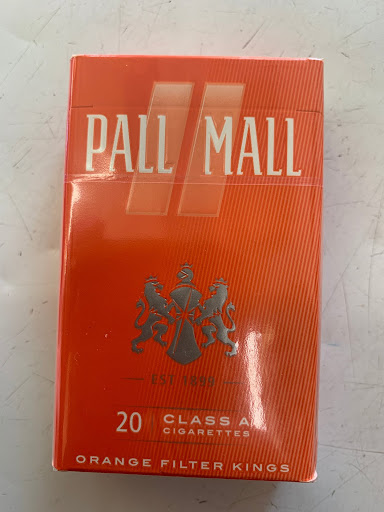 PALL MALL
EST 1899
20 CLASS A
CIGARETTES
ORANGE FILTER KINGS